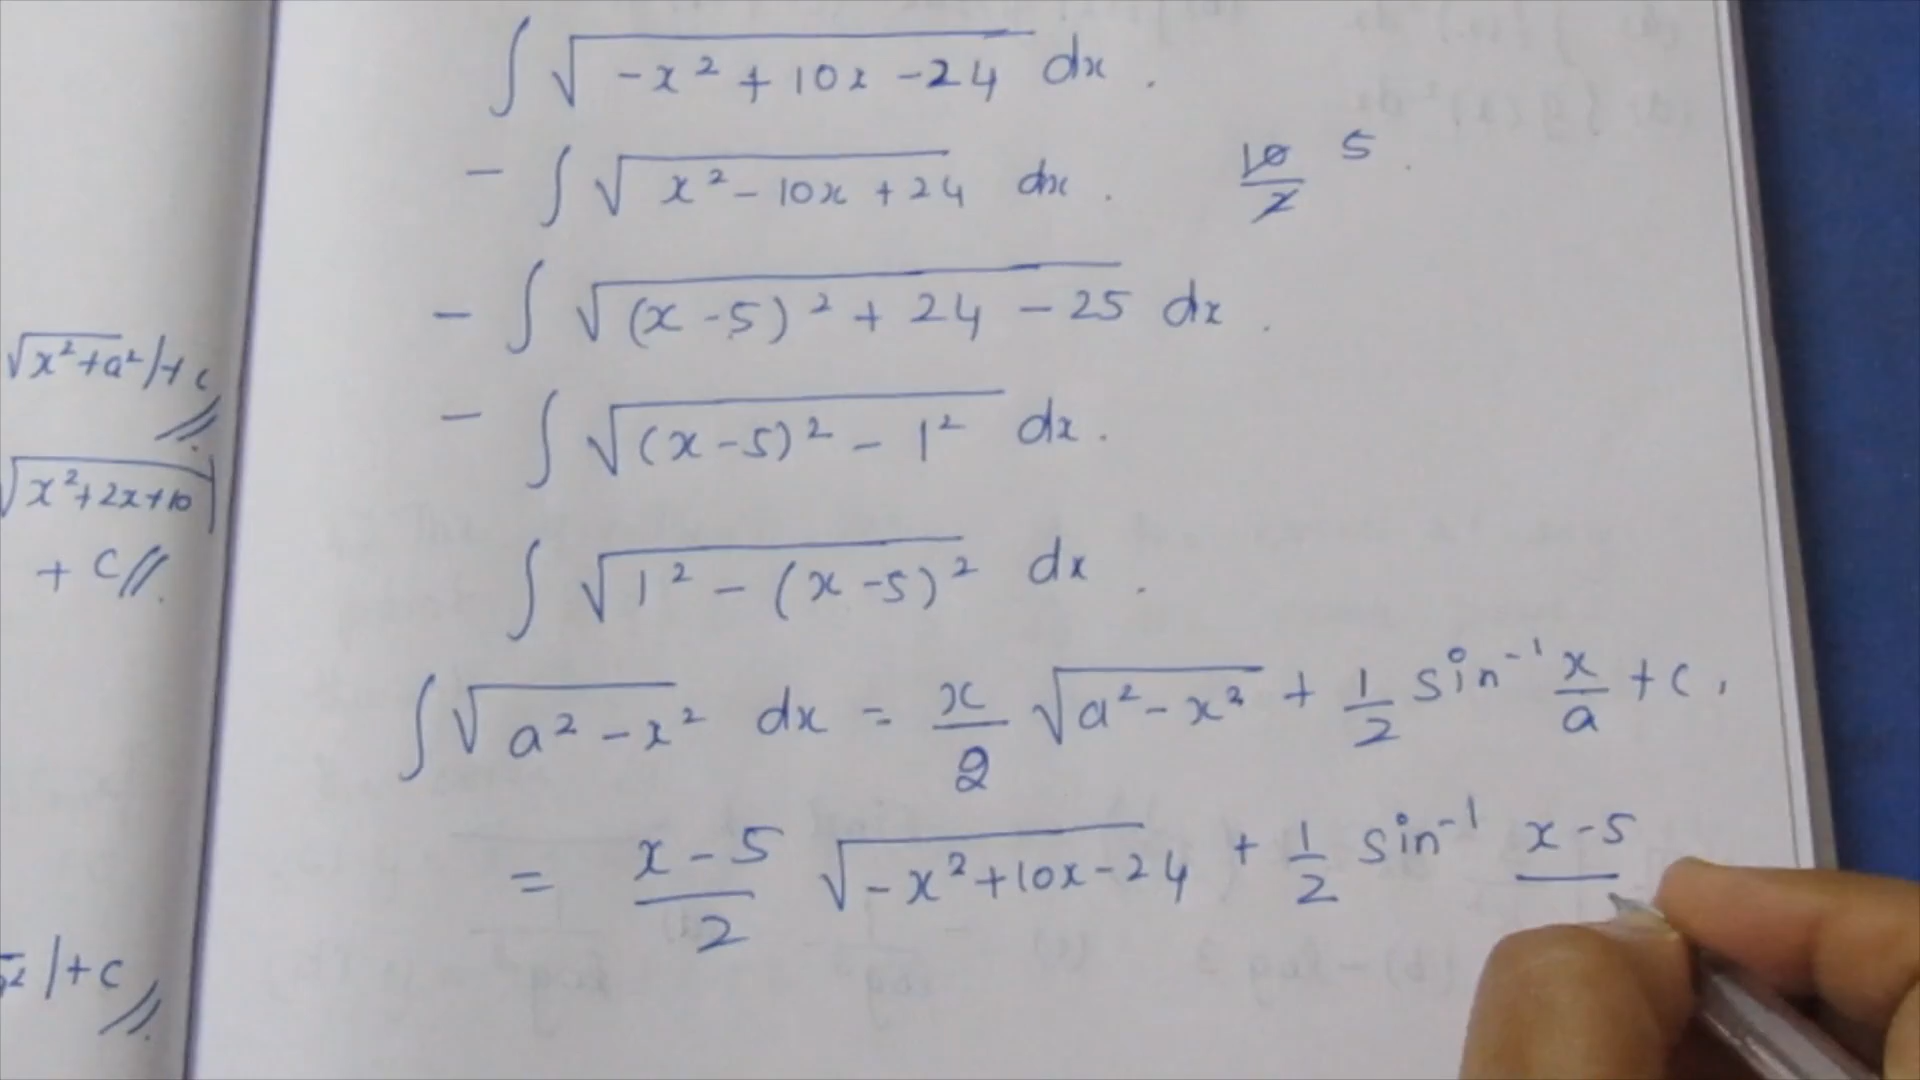 ∫ √(-x² + 10x - 24) dx .
- ∫ √(x² - 10x + 24) dx . 10/2 5
- ∫ √((x - 5)² + 24 - 25) dx .
- ∫ √((x - 5)² - 1²) dx .
∫ √(1² - (x - 5)²) dx .
∫ √(a² - x²) dx = x/2 √(a² - x²) + 1/2 sin⁻¹ x/a + c .
= x - 5/2 √(-x² + 10x - 24) + 1/2 sin⁻¹ x - 5
√x² + a² | + c
√x² + 2x + 10 |
+ c
| + c